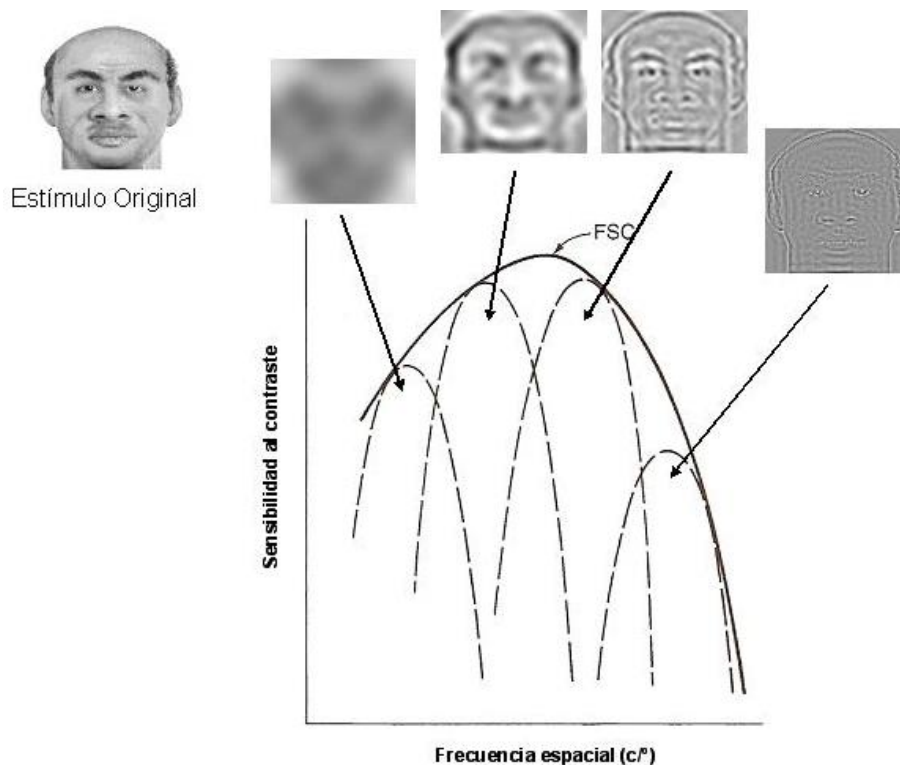 Estímulo Original
FSC
Sensibilidad al contraste
Frecuencia espacial (c/º)